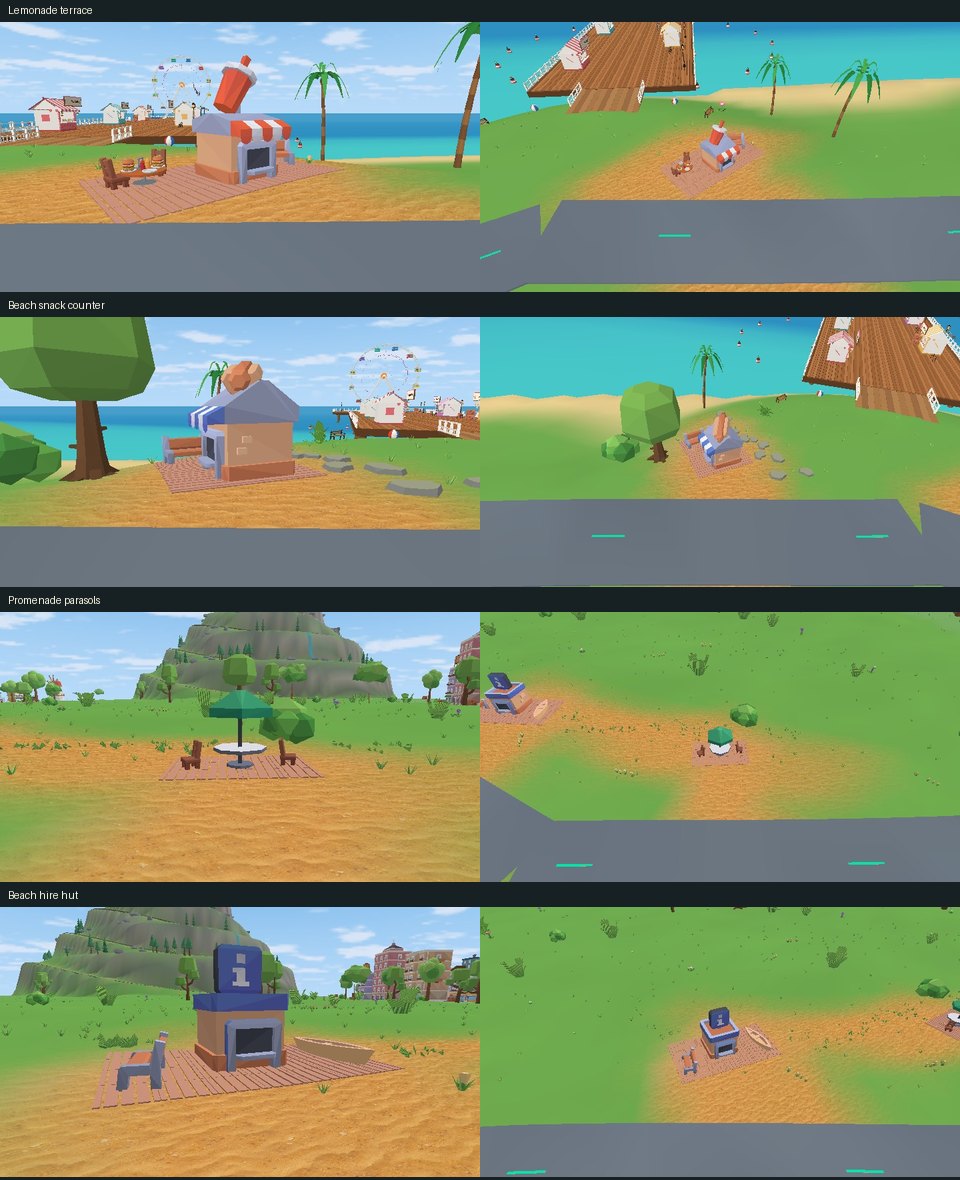 Lemonade terrace
Beach snack counter
Promenade parasols
Beach hire hut
i
i
i